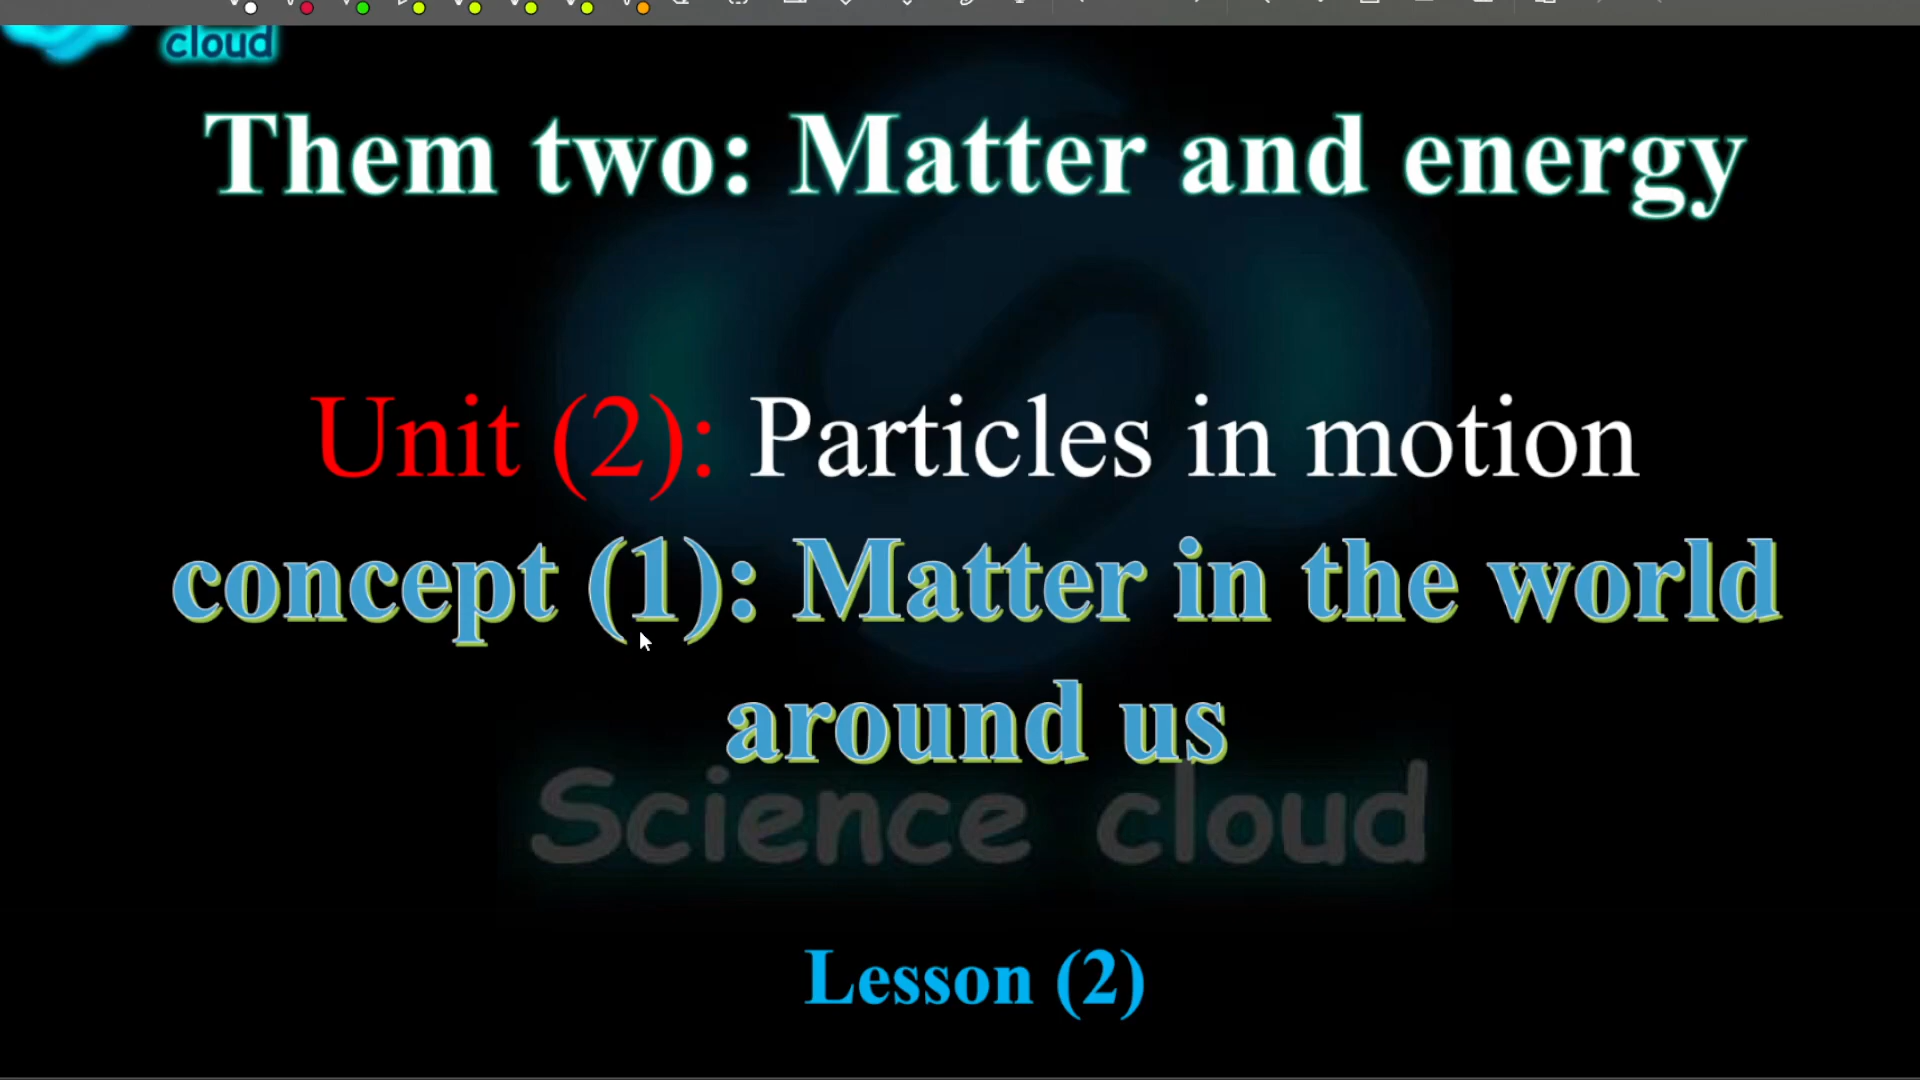 cloud
Them two: Matter and energy
Unit (2): Particles in motion
concept (1): Matter in the world
around us
Science cloud
Lesson (2)